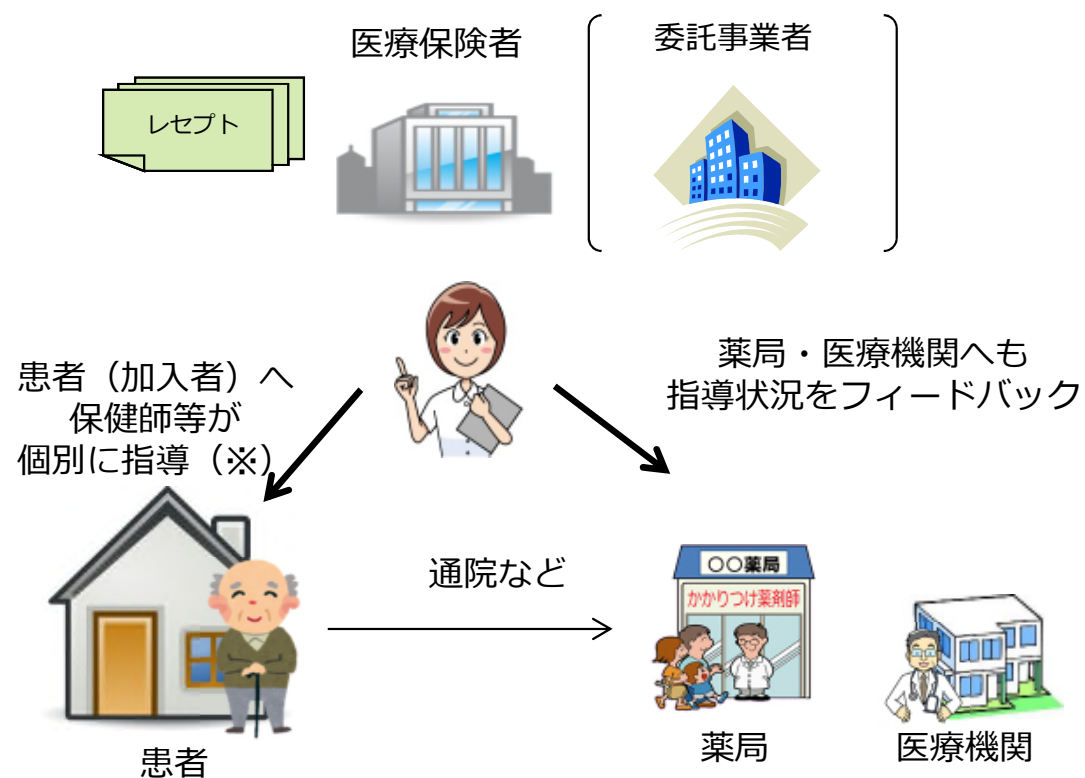 医療保険者
委託事業者
レセプト
患者（加入者）へ
保健師等が
個別に指導（※）
薬局・医療機関へも
指導状況をフィードバック
通院など
〇〇薬局
かかりつけ薬剤師
患者
薬局
医療機関